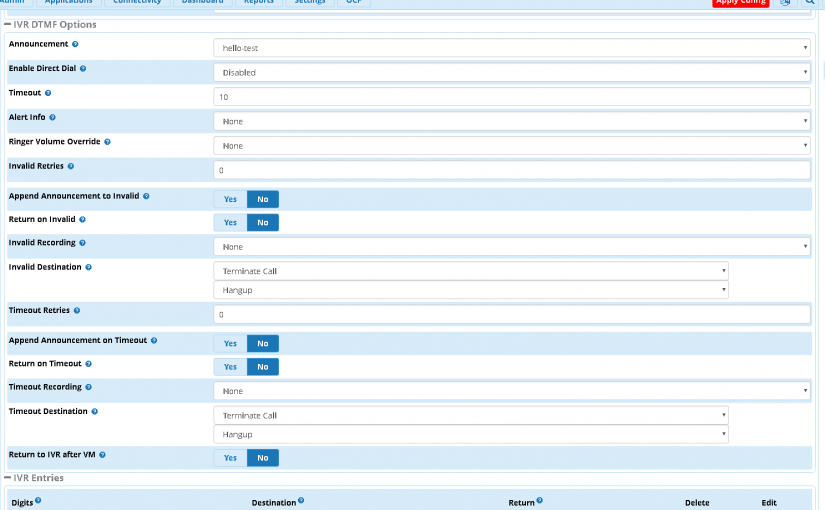 Admin Applications Connectivity Dashboard Reports Settings UCP Apply Config
IVR DTMF Options
Announcement hello-test
Enable Direct Dial Disabled
Timeout 10
Alert Info None
Ringer Volume Override None
Invalid Retries 0
Append Announcement to Invalid Yes No
Return on Invalid Yes No
Invalid Recording None
Invalid Destination Terminate Call
Hangup
Timeout Retries 0
Append Announcement on Timeout Yes No
Return on Timeout Yes No
Timeout Recording None
Timeout Destination Terminate Call
Hangup
Return to IVR after VM Yes No
IVR Entries
Digits Destination Return Delete Edit